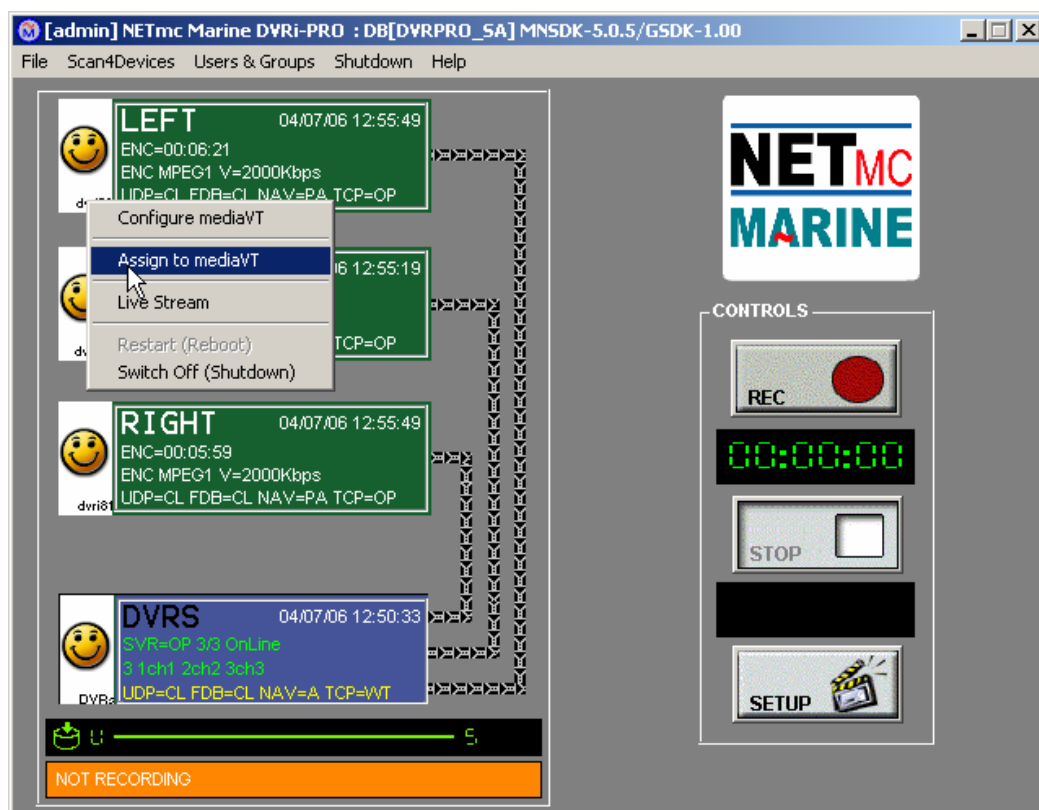 [admin] NETmc Marine DVRi-PRO : DB[DVRPRO_SA] MNSDK-5.0.5/GSDK-1.00
File Scan4Devices Users & Groups Shutdown Help
LEFT 04/07/06 12:55:49
ENC=00:06:21
ENC MPEG1 V=2000Kbps
UDP=CL FDB=CL NAV=PA TCP=OP
Configure mediaVT
Assign to mediaVT
Live Stream
Restart (Reboot)
Switch Off (Shutdown)
12:55:19
TCP=OP
RIGHT 04/07/06 12:55:49
ENC=00:05:59
ENC MPEG1 V=2000Kbps
UDP=CL FDB=CL NAV=PA TCP=OP
dvri81
DVRS 04/07/06 12:50:33
SVR=OP 3/3 OnLine
3 1ch1 2ch2 3ch3
UDP=CL FDB=CL NAV=A TCP=WT
DVRs
NOT RECORDING
NETMC
MARINE
CONTROLS
REC
00:00:00
STOP
SETUP